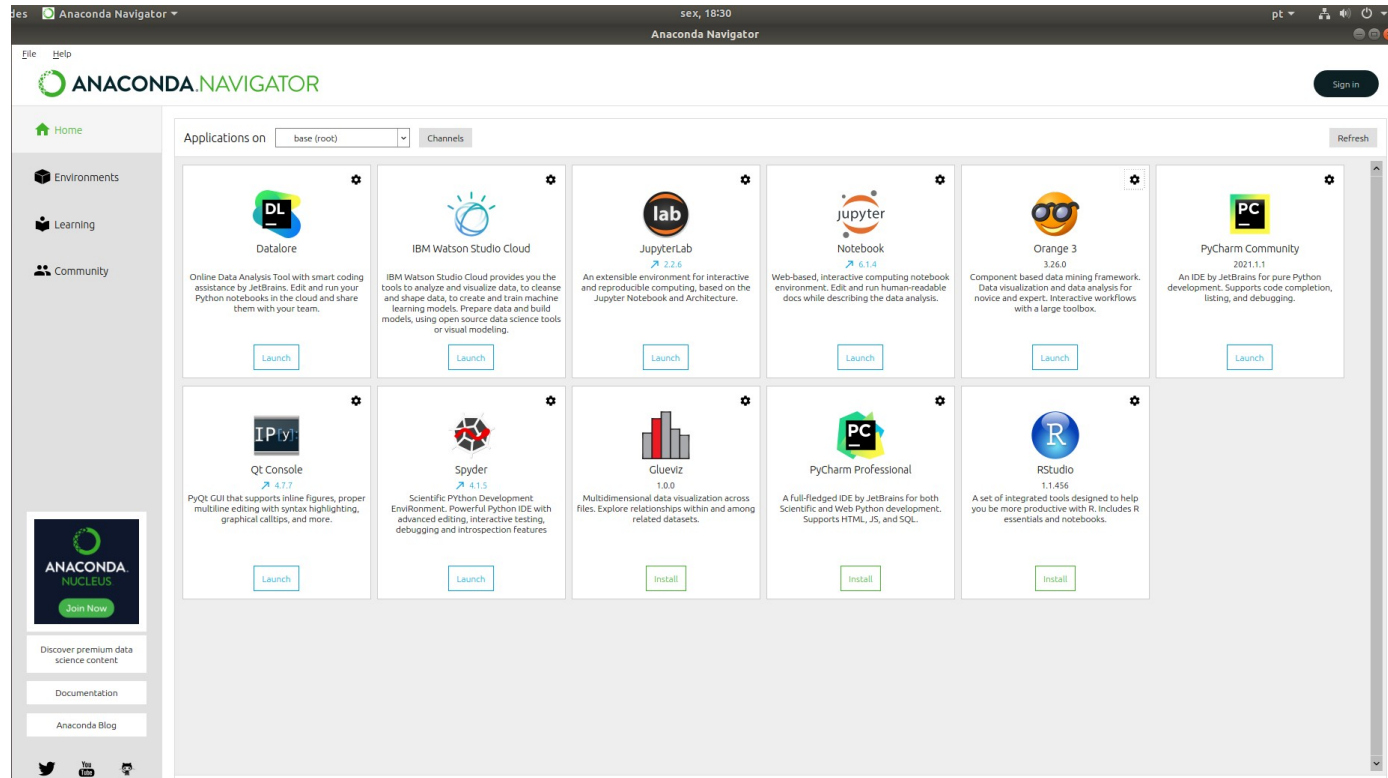 des Anaconda Navigator sex, 18:30 pt
Anaconda Navigator
File Help
ANACONDA.NAVIGATOR
Sign in
Home
Environments
Learning
Community
Applications on base (root) Channels Refresh
DL
Datalore
Online Data Analysis Tool with smart coding
assistance by JetBrains. Edit and run your
Python notebooks in the cloud and share
them with your team.
Launch
IBM Watson Studio Cloud
IBM Watson Studio Cloud provides you the
tools to analyze and visualize data, to cleanse
and shape data, to create and train machine
learning models. Prepare data and build
models, using open source data science tools
or visual modeling.
Launch
lab
JupyterLab
2.2.6
An extensible environment for interactive
and reproducible computing, based on the
Jupyter Notebook and Architecture.
Launch
jupyter
Notebook
6.1.4
Web-based, interactive computing notebook
environment. Edit and run human-readable
docs while describing the data analysis.
Launch
Orange 3
3.26.0
Component based data mining framework.
Data visualization and data analysis for
novice and expert. Interactive workflows
with a large toolbox.
Launch
PC
PyCharm Community
2021.1.1
An IDE by JetBrains for pure Python
development. Supports code completion,
listing, and debugging.
Launch
IP[y]:
Qt Console
4.7.7
PyQt GUI that supports inline figures, proper
multiline editing with syntax highlighting,
graphical calltips, and more.
Launch
Spyder
4.1.5
Scientific PYthon Development
EnviRonment. Powerful Python IDE with
advanced editing, interactive testing,
debugging and introspection features
Launch
Glueviz
1.0.0
Multidimensional data visualization across
files. Explore relationships within and among
related datasets.
Install
PC
PyCharm Professional
A full-fledged IDE by JetBrains for both
Scientific and Web Python development.
Supports HTML, JS, and SQL.
Install
R
RStudio
1.1.456
A set of integrated tools designed to help
you be more productive with R. Includes R
essentials and notebooks.
Install
ANACONDA.
NUCLEUS
Join Now
Discover premium data
science content
Documentation
Anaconda Blog
You
Tube